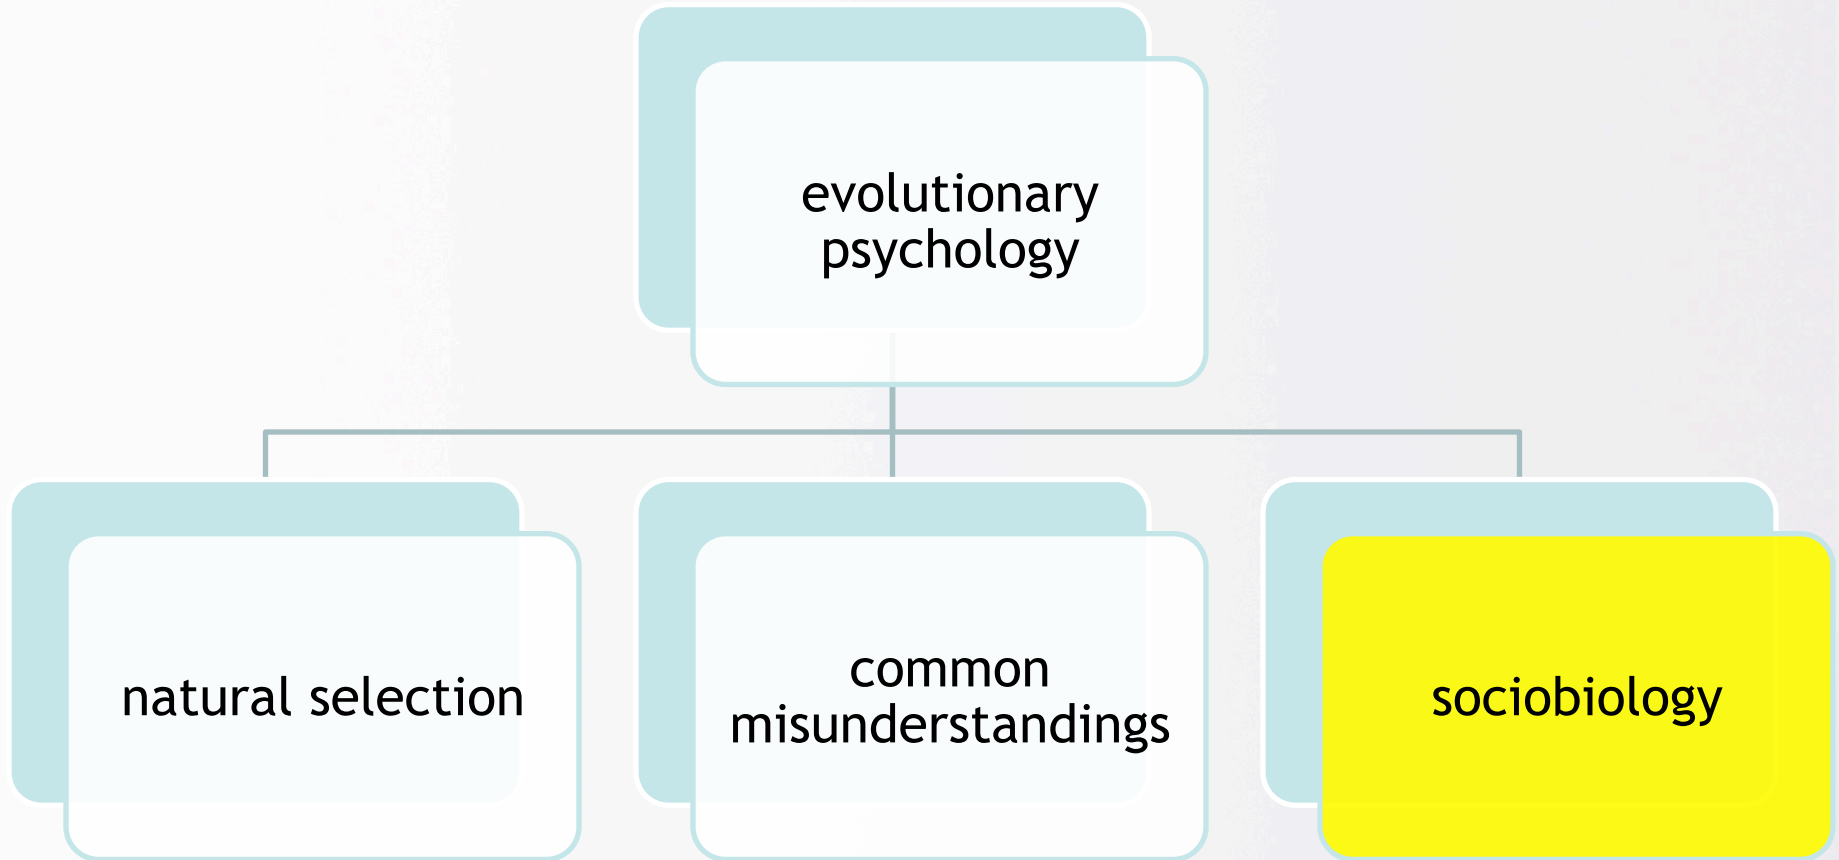 evolutionary
psychology
natural selection
common
misunderstandings
sociobiology